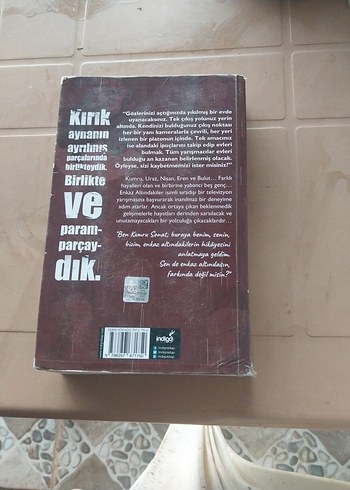 Kırık
aynanın
ayrılmış
parçalarında
birlikteydik.
Birlikte
ve
param-
parçay-
dık.
"Gözlerinizi açtığınızda yıkılmış bir evde
uyanacaksınız. Tek çıkış yolunuz yerin
altında. Kendinizi bulduğunuz çıkış noktası
her bir yanı kameralarla çevrili, her yeri
izlenen bir platonun içinde. Tek amacınız
ise alandaki ipuçlarını takip edip evleri
bulmak. Tüm yarışmacılar evleri
bulduğu an kazanan belirlenmiş olacak.
Öyleyse, sizi kaybetmemizi ister misiniz?"
Kumru, Uraz, Nisan, Eren ve Bulut... Farklı
hayalleri olan ve birbirine yabancı beş genç...
Enkaz Altındakiler isimli sıradışı bir televizyon
yarışmasına başvurarak inanılmaz bir deneyime
adım atarlar. Ancak ortaya çıkan beklenmedik
gelişmelerle hayatları derinden sarsılacak ve
unutamayacakları bir yolculuğa çıkacaklardır...
"Ben Kumru Sonat, buraya benim, senin,
bizim, enkaz altındakilerin hikâyesini
anlatmaya geldim.
Sen de enkaz altındasın,
farkında değil misin?"
indigo